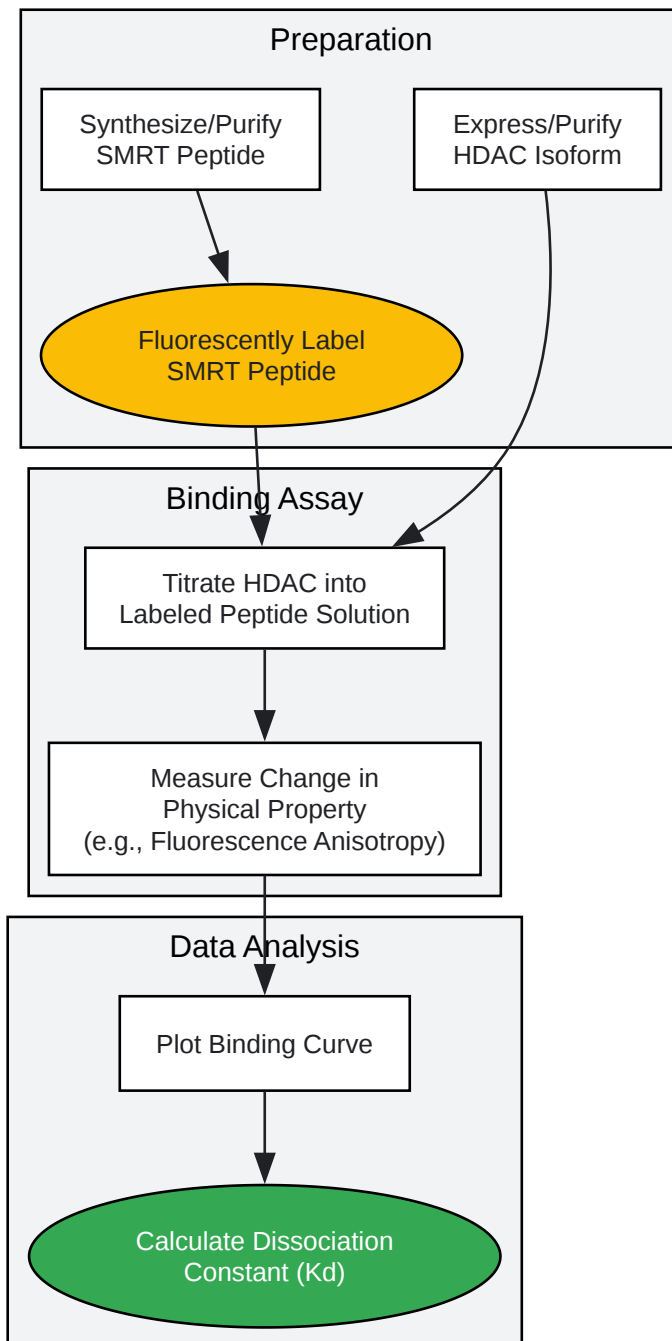 Preparation
Synthesize/Purify
SMRT Peptide
Express/Purify
HDAC Isoform
Fluorescently Label
SMRT Peptide
Binding Assay
Titrate HDAC into
Labeled Peptide Solution
Measure Change in
Physical Property
(e.g., Fluorescence Anisotropy)
Data Analysis
Plot Binding Curve
Calculate Dissociation
Constant (Kd)